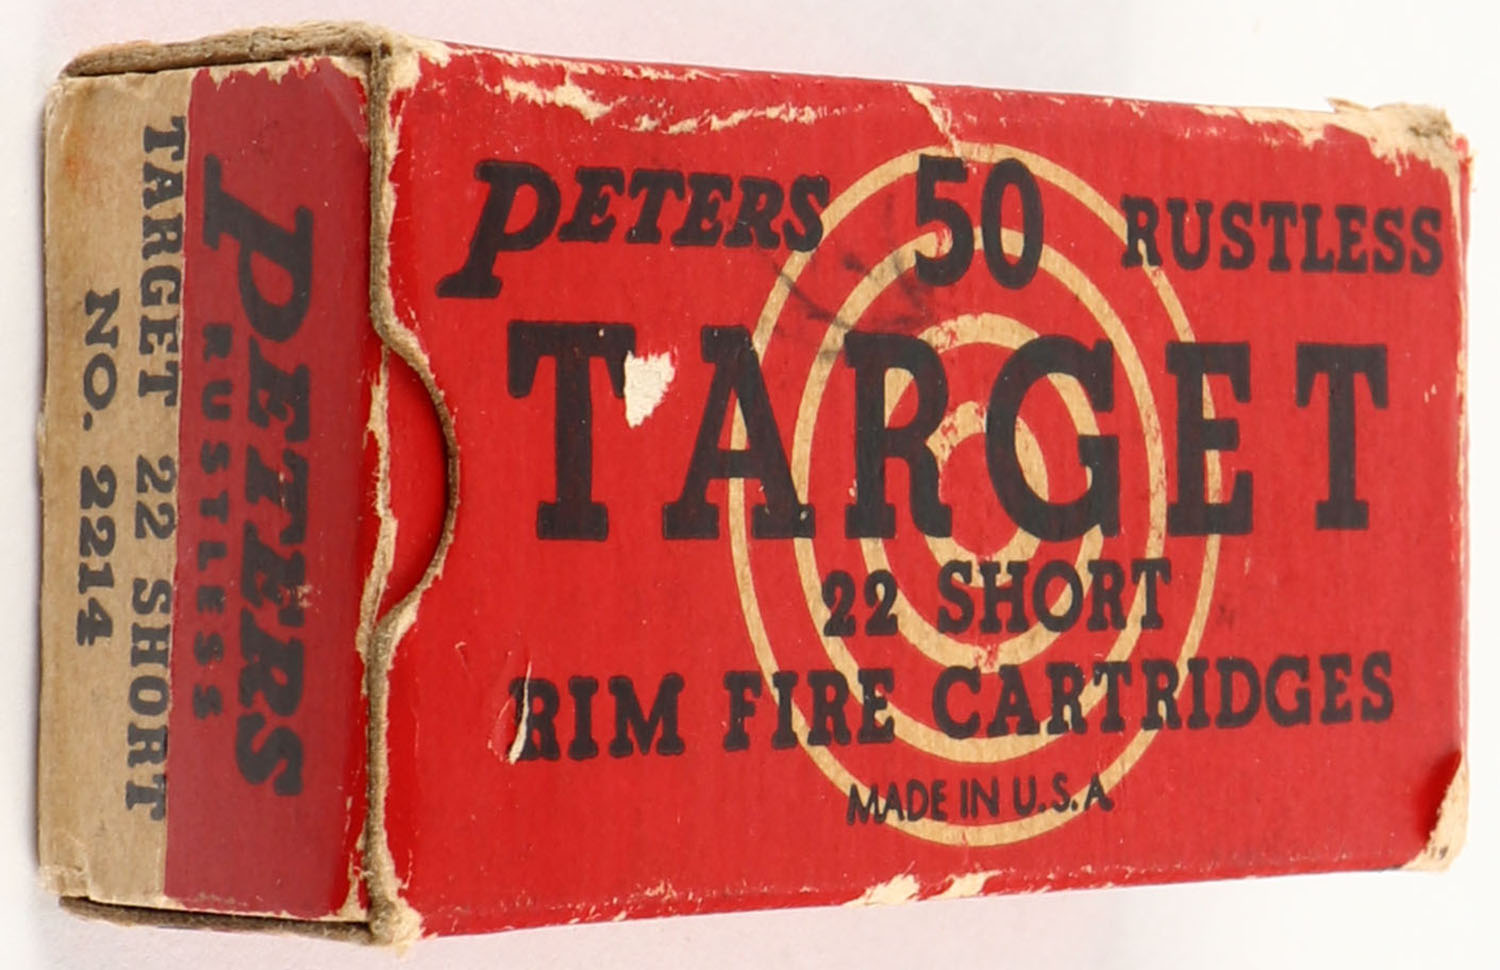 PETERS 50 RUSTLESS
TARGET
22 SHORT
RIM FIRE CARTRIDGES
MADE IN U.S.A.
PETERS
RUSTLESS
TARGET 22 SHORT
NO. 2214